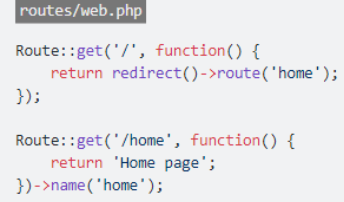 routes/web.php
Route::get('/', function() {
    return redirect()->route('home');
});
Route::get('/home', function() {
    return 'Home page';
})->name('home');